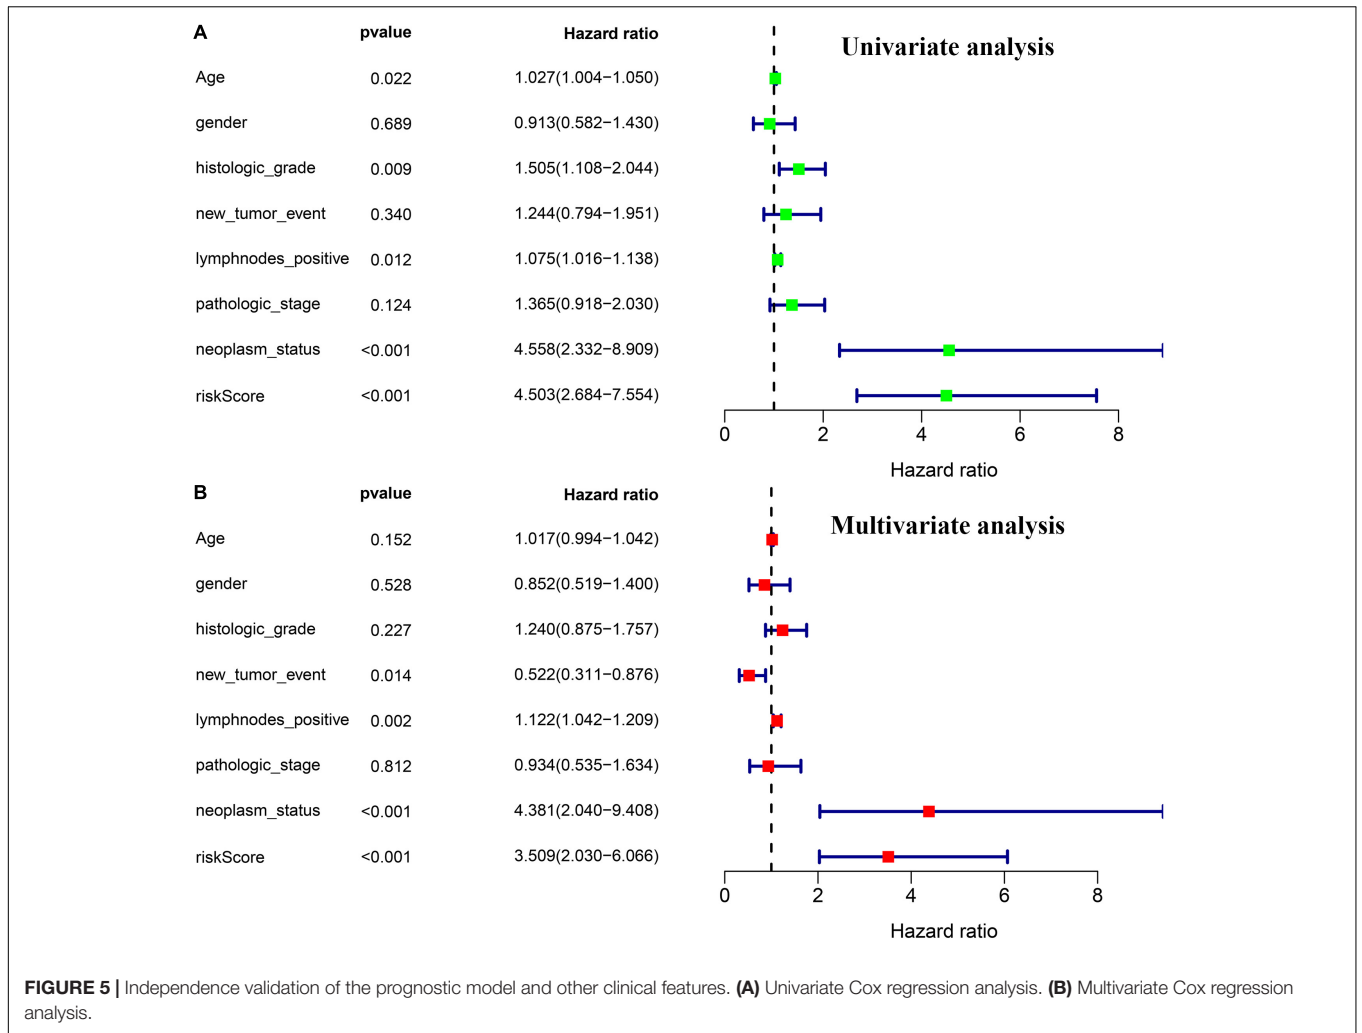 A pvalue Hazard ratio
Univariate analysis
Age 0.022 1.027(1.004−1.050)
gender 0.689 0.913(0.582−1.430)
histologic_grade 0.009 1.505(1.108−2.044)
new_tumor_event 0.340 1.244(0.794−1.951)
lymphnodes_positive 0.012 1.075(1.016−1.138)
pathologic_stage 0.124 1.365(0.918−2.030)
neoplasm_status <0.001 4.558(2.332−8.909)
riskScore <0.001 4.503(2.684−7.554)
0 2 4 6 8
Hazard ratio
B pvalue Hazard ratio
Multivariate analysis
Age 0.152 1.017(0.994−1.042)
gender 0.528 0.852(0.519−1.400)
histologic_grade 0.227 1.240(0.875−1.757)
new_tumor_event 0.014 0.522(0.311−0.876)
lymphnodes_positive 0.002 1.122(1.042−1.209)
pathologic_stage 0.812 0.934(0.535−1.634)
neoplasm_status <0.001 4.381(2.040−9.408)
riskScore <0.001 3.509(2.030−6.066)
0 2 4 6 8
Hazard ratio
FIGURE 5 | Independence validation of the prognostic model and other clinical features. (A) Univariate Cox regression analysis. (B) Multivariate Cox regression
analysis.